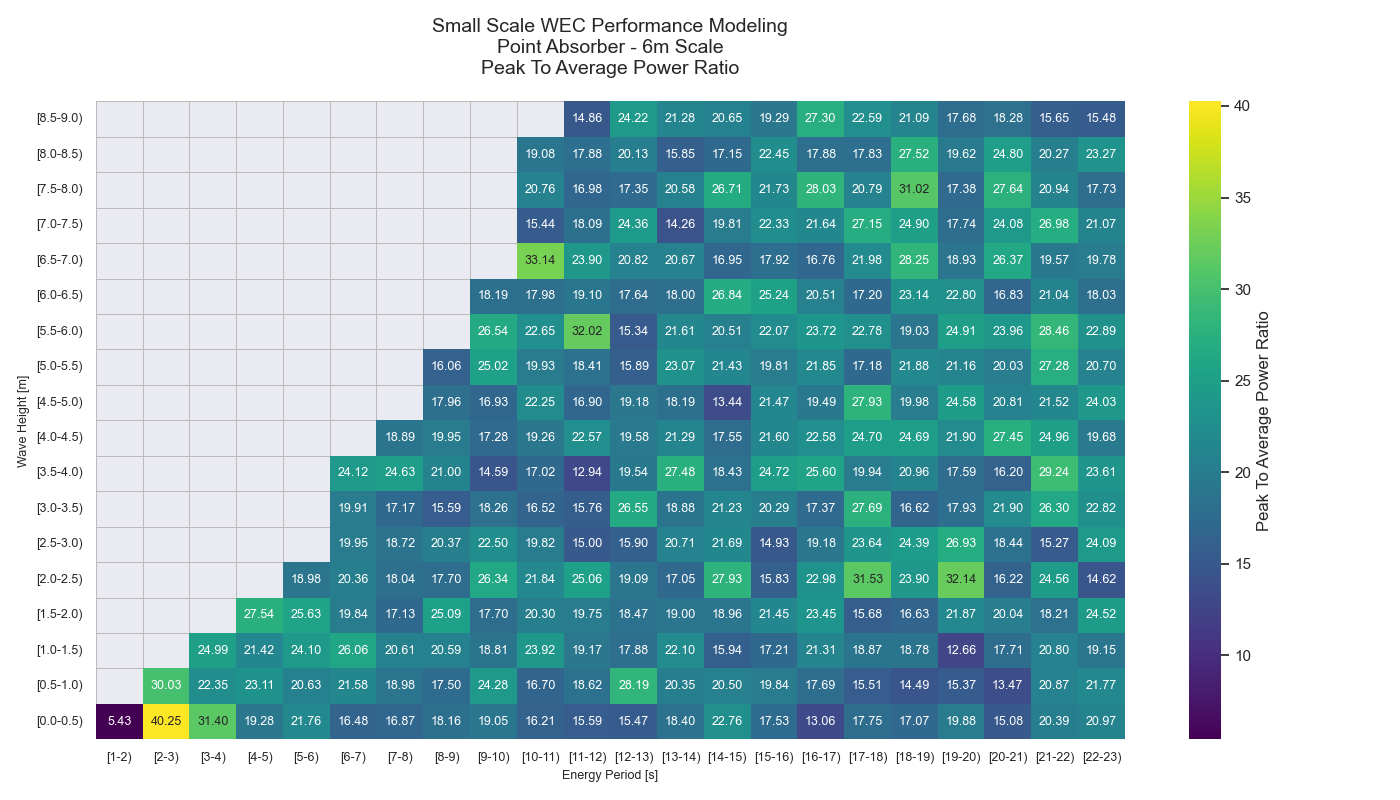 Small Scale WEC Performance Modeling
Point Absorber - 6m Scale
Peak To Average Power Ratio
[8.5-9.0) 14.86 24.22 21.28 20.65 19.29 27.30 22.59 21.09 17.68 18.28 15.65 15.48
[8.0-8.5) 19.08 17.88 20.13 15.85 17.15 22.45 17.88 17.83 27.52 19.62 24.80 20.27 23.27
[7.5-8.0) 20.76 16.98 17.35 20.58 26.71 21.73 28.03 20.79 31.02 17.38 27.64 20.94 17.73
[7.0-7.5) 15.44 18.09 24.36 14.26 19.81 22.33 21.64 27.15 24.90 17.74 24.08 26.98 21.07
[6.5-7.0) 33.14 23.90 20.82 20.67 16.95 17.92 16.76 21.98 28.25 18.93 26.37 19.57 19.78
[6.0-6.5) 18.19 17.98 19.10 17.64 18.00 26.84 25.24 20.51 17.20 23.14 22.80 16.83 21.04 18.03
[5.5-6.0) 26.54 22.65 32.02 15.34 21.61 20.51 22.07 23.72 22.78 19.03 24.91 23.96 28.46 22.89
[5.0-5.5) 16.06 25.02 19.93 18.41 15.89 23.07 21.43 19.81 21.85 17.18 21.88 21.16 20.03 27.28 20.70
[4.5-5.0) 17.96 16.93 22.25 16.90 19.18 18.19 13.44 21.47 19.49 27.93 19.98 24.58 20.81 21.52 24.03
[4.0-4.5) 18.89 19.95 17.28 19.26 22.57 19.58 21.29 17.55 21.60 22.58 24.70 24.69 21.90 27.45 24.96 19.68
[3.5-4.0) 24.12 24.63 21.00 14.59 17.02 12.94 19.54 27.48 18.43 24.72 25.60 19.94 20.96 17.59 16.20 29.24 23.61
[3.0-3.5) 19.91 17.17 15.59 18.26 16.52 15.76 26.55 18.88 21.23 20.29 17.37 27.69 16.62 17.93 21.90 26.30 22.82
[2.5-3.0) 19.95 18.72 20.37 22.50 19.82 15.00 15.90 20.71 21.69 14.93 19.18 23.64 24.39 26.93 18.44 15.27 24.09
[2.0-2.5) 18.98 20.36 18.04 17.70 26.34 21.84 25.06 19.09 17.05 27.93 15.83 22.98 31.53 23.90 32.14 16.22 24.56 14.62
[1.5-2.0) 27.54 25.63 19.84 17.13 25.09 17.70 20.30 19.75 18.47 19.00 18.96 21.45 23.45 15.68 16.63 21.87 20.04 18.21 24.52
[1.0-1.5) 24.99 21.42 24.10 26.06 20.61 20.59 18.81 23.92 19.17 17.88 22.10 15.94 17.21 21.31 18.87 18.78 12.66 17.71 20.80 19.15
[0.5-1.0) 30.03 22.35 23.11 20.63 21.58 18.98 17.50 24.28 16.70 18.62 28.19 20.35 20.50 19.84 17.69 15.51 14.49 15.37 13.47 20.87 21.77
[0.0-0.5) 5.43 40.25 31.40 19.28 21.76 16.48 16.87 18.16 19.05 16.21 15.59 15.47 18.40 22.76 17.53 13.06 17.75 17.07 19.88 15.08 20.39 20.97
[1-2) [2-3) [3-4) [4-5) [5-6) [6-7) [7-8) [8-9) [9-10) [10-11) [11-12) [12-13) [13-14) [14-15) [15-16) [16-17) [17-18) [18-19) [19-20) [20-21) [21-22) [22-23)
Energy Period [s]
Wave Height [m]
40
35
30
25
20
15
10
Peak To Average Power Ratio